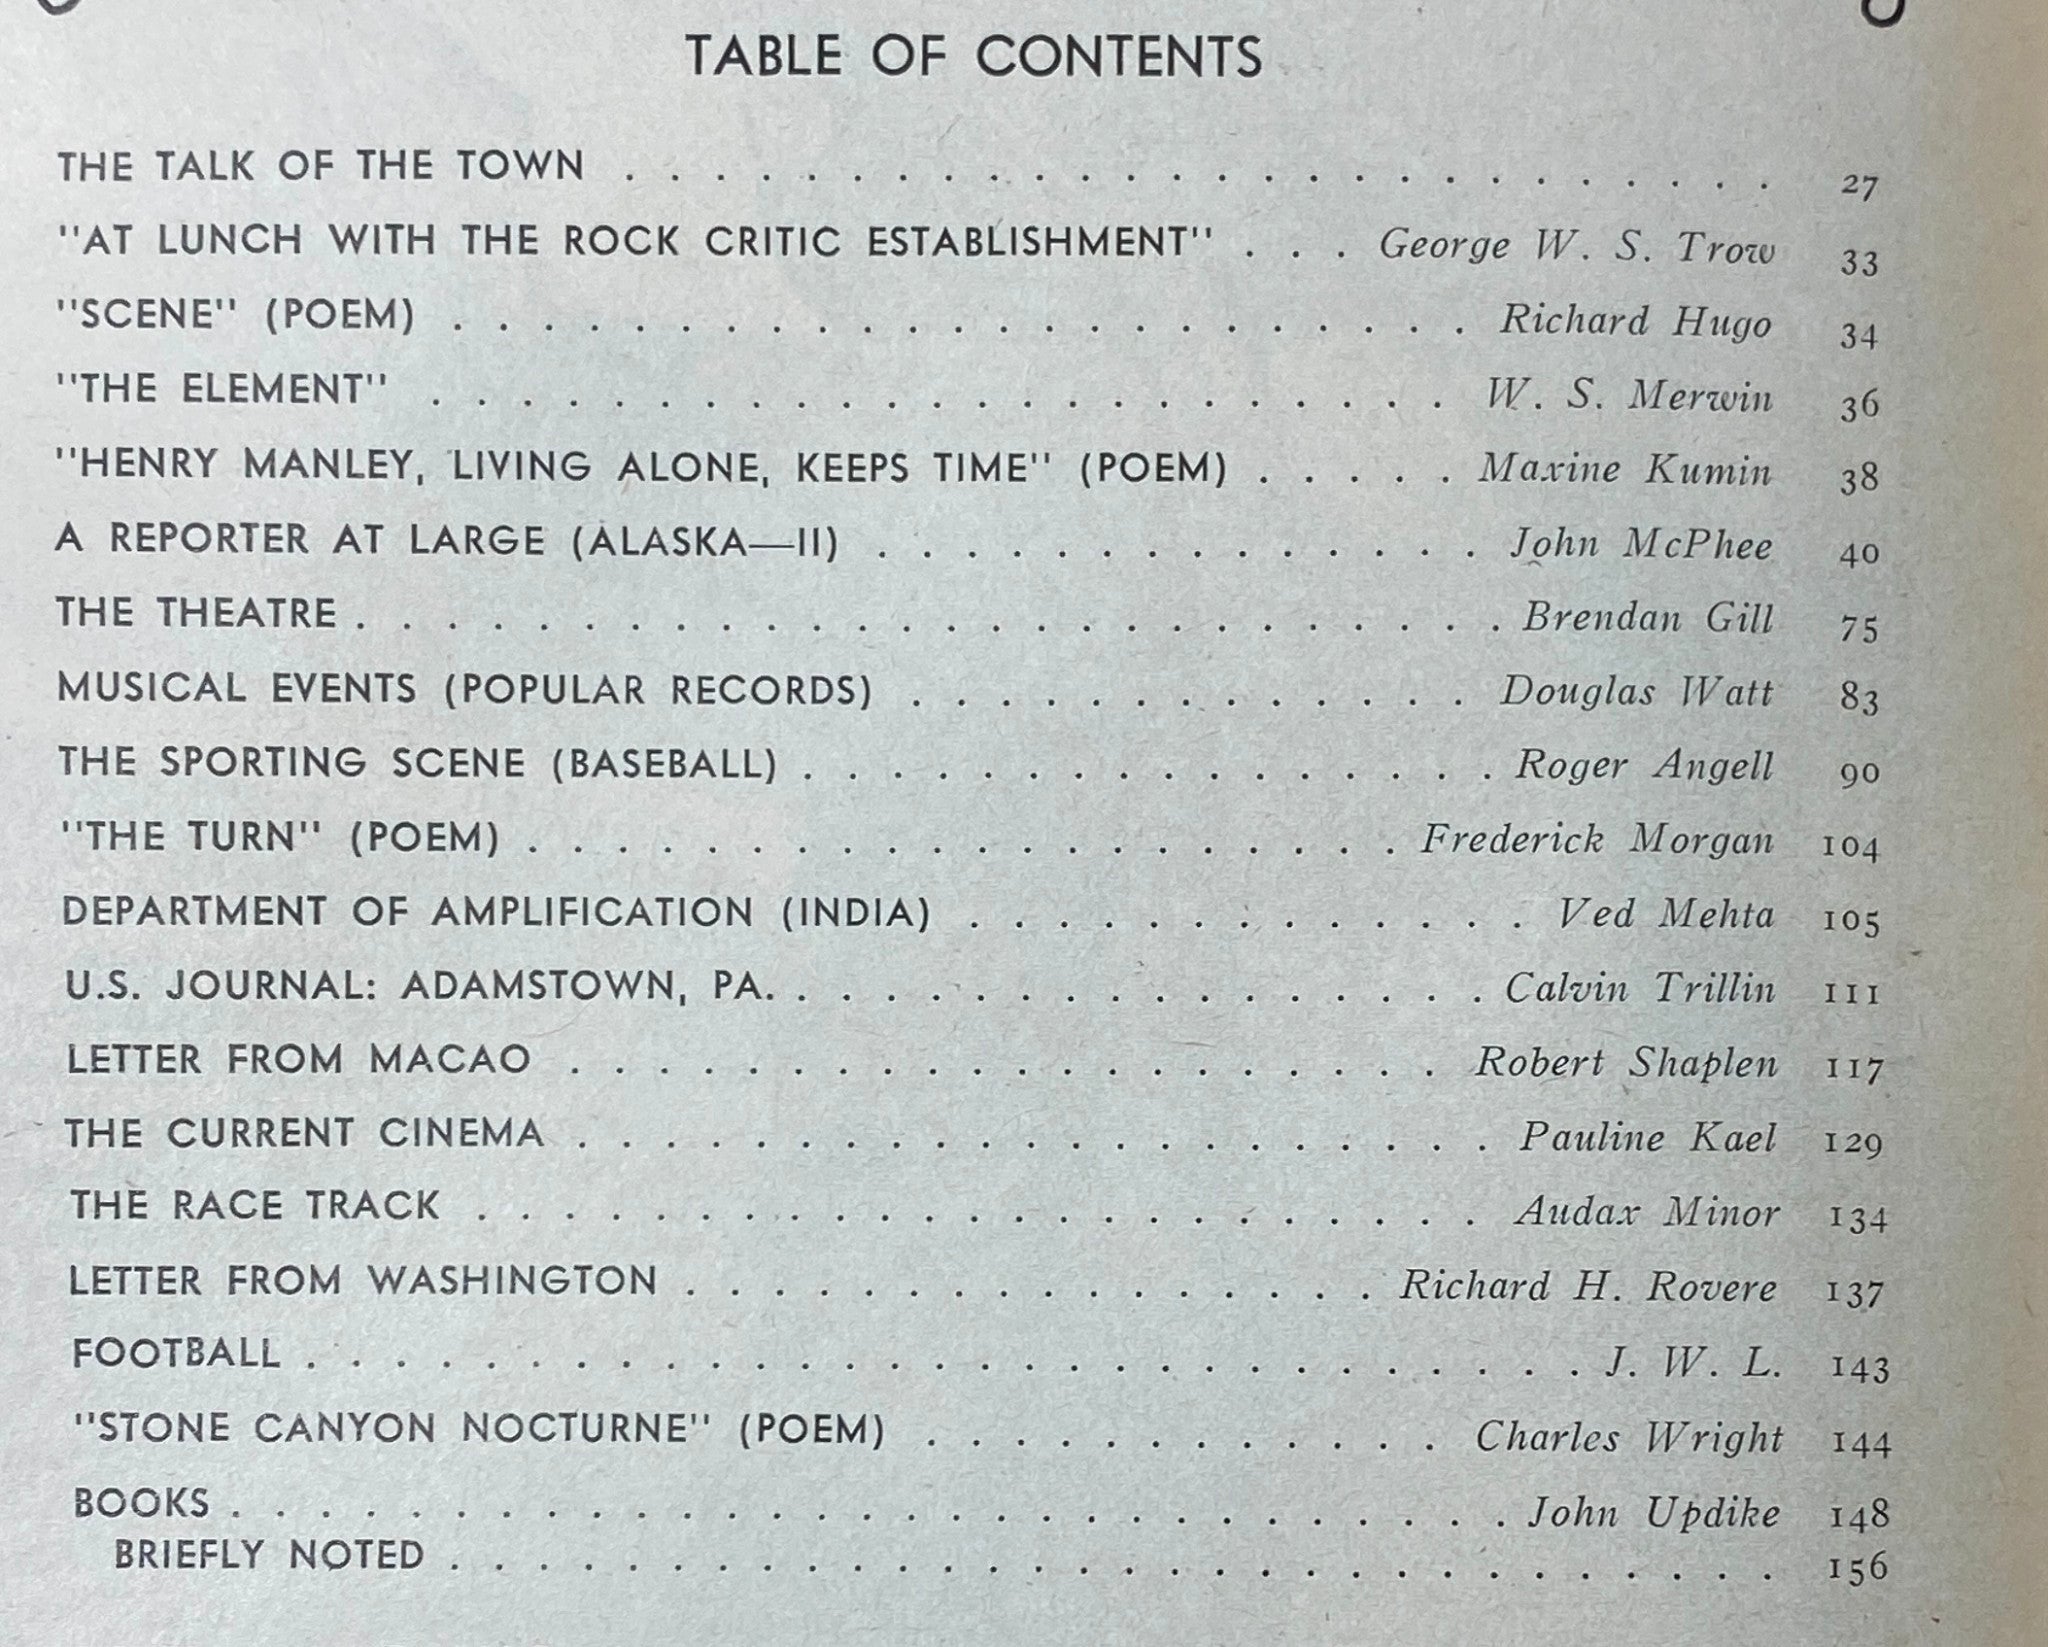 TABLE OF CONTENTS
THE TALK OF THE TOWN . . . . . . . . . . . . . . . . . . . . . . . . . . 27
"AT LUNCH WITH THE ROCK CRITIC ESTABLISHMENT" . . . George W. S. Trow 33
"SCENE" (POEM) . . . . . . . . . . . . . . . . . . . . . . . Richard Hugo 34
"THE ELEMENT" . . . . . . . . . . . . . . . . . . . . . . . W. S. Merwin 36
"HENRY MANLEY, LIVING ALONE, KEEPS TIME" (POEM) . . . . . Maxine Kumin 38
A REPORTER AT LARGE (ALASKA—II) . . . . . . . . . . . . . . John McPhee 40
THE THEATRE . . . . . . . . . . . . . . . . . . . . . . . . . . Brendan Gill 75
MUSICAL EVENTS (POPULAR RECORDS) . . . . . . . . . . . . . Douglas Watt 83
THE SPORTING SCENE (BASEBALL) . . . . . . . . . . . . . . . . Roger Angell 90
"THE TURN" (POEM) . . . . . . . . . . . . . . . . . . . . Frederick Morgan 104
DEPARTMENT OF AMPLIFICATION (INDIA) . . . . . . . . . . . . . Ved Mehta 105
U.S. JOURNAL: ADAMSTOWN, PA. . . . . . . . . . . . . . . . . Calvin Trillin 111
LETTER FROM MACAO . . . . . . . . . . . . . . . . . . . . Robert Shaplen 117
THE CURRENT CINEMA . . . . . . . . . . . . . . . . . . . . . Pauline Kael 129
THE RACE TRACK . . . . . . . . . . . . . . . . . . . . . . . Audax Minor 134
LETTER FROM WASHINGTON . . . . . . . . . . . . . . . . Richard H. Rovere 137
FOOTBALL . . . . . . . . . . . . . . . . . . . . . . . . . . . . . J. W. L. 143
"STONE CANYON NOCTURNE" (POEM) . . . . . . . . . . . . Charles Wright 144
BOOKS . . . . . . . . . . . . . . . . . . . . . . . . . . . . . John Updike 148
BRIEFLY NOTED . . . . . . . . . . . . . . . . . . . . . . . . . . . . . . 156